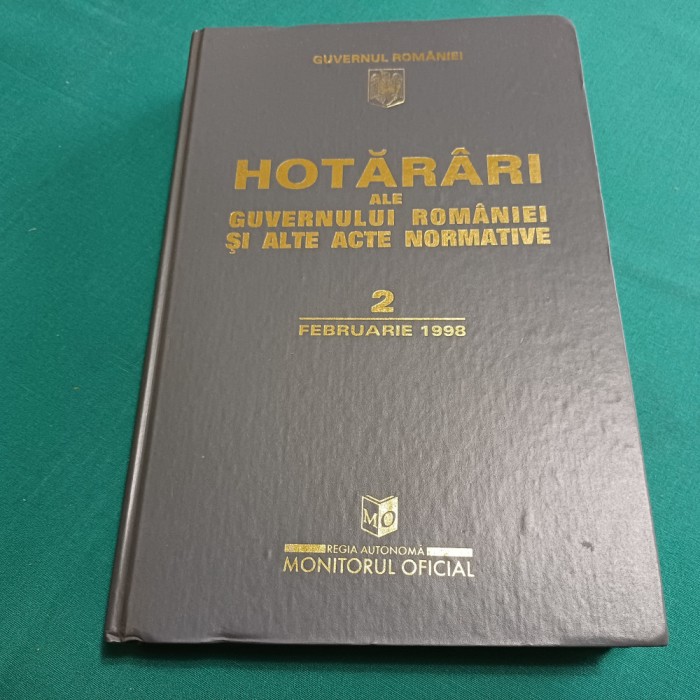 GUVERNUL ROMÂNIEI
HOTĂRÂRI
ALE
GUVERNULUI ROMÂNIEI
ŞI ALTE ACTE NORMATIVE
2
FEBRUARIE 1998
MO
REGIA AUTONOMĂ
MONITORUL OFICIAL